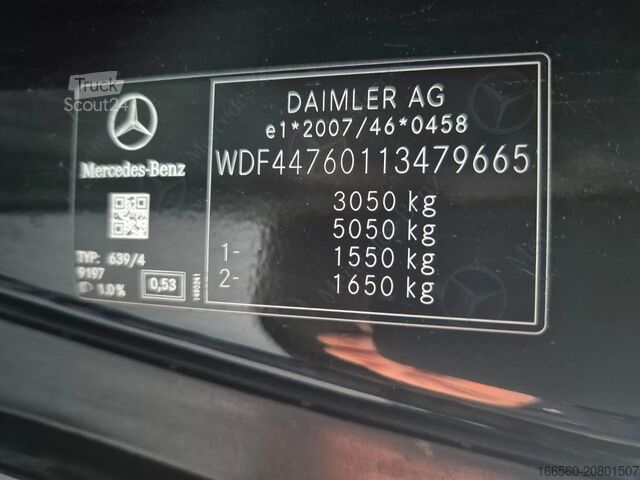 Truck
Scout24
Mercedes-Benz
TYP: 639/4
9197
1.0% 0,53
1480241
DAIMLER AG
e1*2007/46*0458
WDF44760113479665
3050 kg
5050 kg
1- 1550 kg
2- 1650 kg
166560-20801507